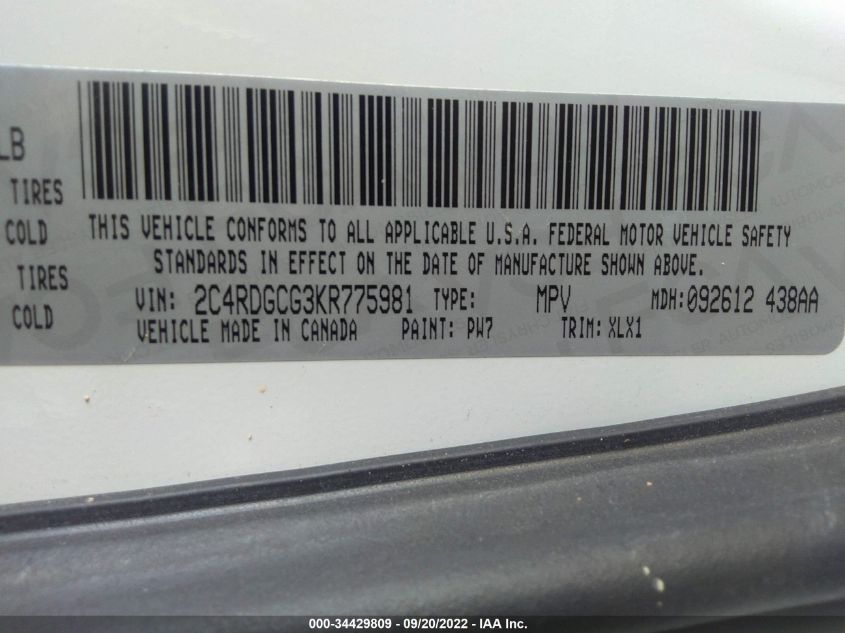 LB
TIRES
COLD
THIS VEHICLE CONFORMS TO ALL APPLICABLE U.S.A. FEDERAL MOTOR VEHICLE SAFETY
TIRES
STANDARDS IN EFFECT ON THE DATE OF MANUFACTURE SHOWN ABOVE.
COLD
VIN: 2C4RDGCG3KR775981 TYPE: MPV MDH:092612 438AA
VEHICLE MADE IN CANADA PAINT: PW7 TRIM: XLX1
000-34429809 - 09/20/2022 - IAA Inc.